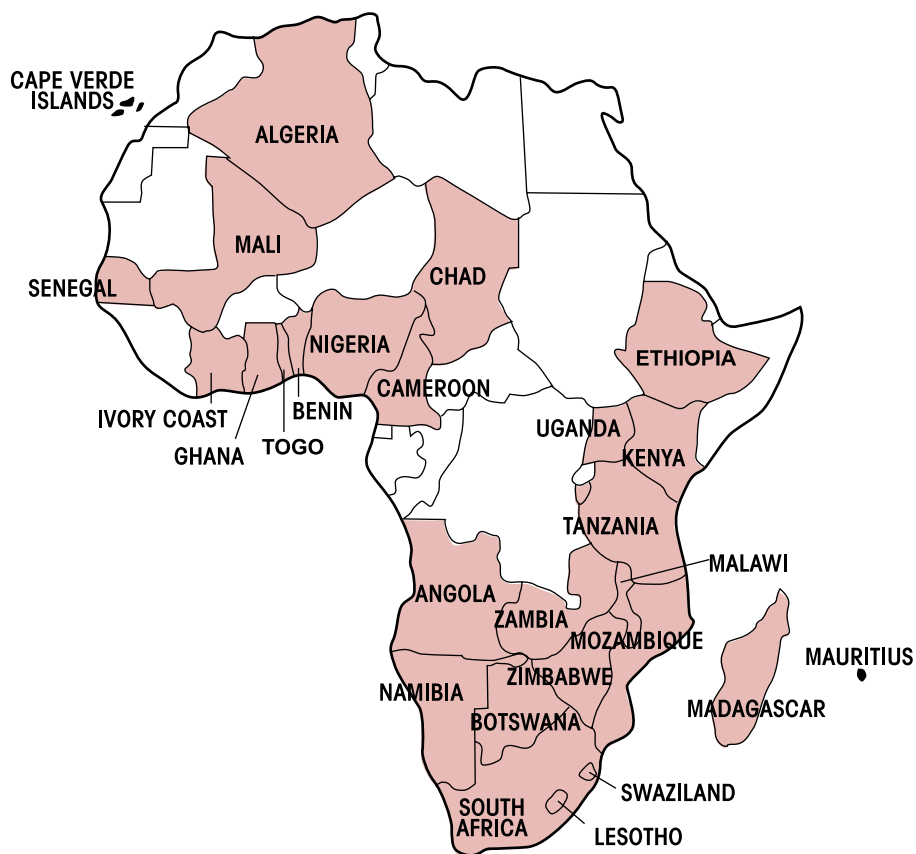 CAPE VERDE
ISLANDS
ALGERIA
MALI
CHAD
SENEGAL
NIGERIA
ETHIOPIA
CAMEROON
IVORY COAST
BENIN
GHANA
TOGO
UGANDA
KENYA
TANZANIA
MALAWI
ANGOLA
ZAMBIA
MOZAMBIQUE
MAURITIUS
ZIMBABWE
NAMIBIA
MADAGASCAR
BOTSWANA
SWAZILAND
SOUTH
AFRICA
LESOTHO